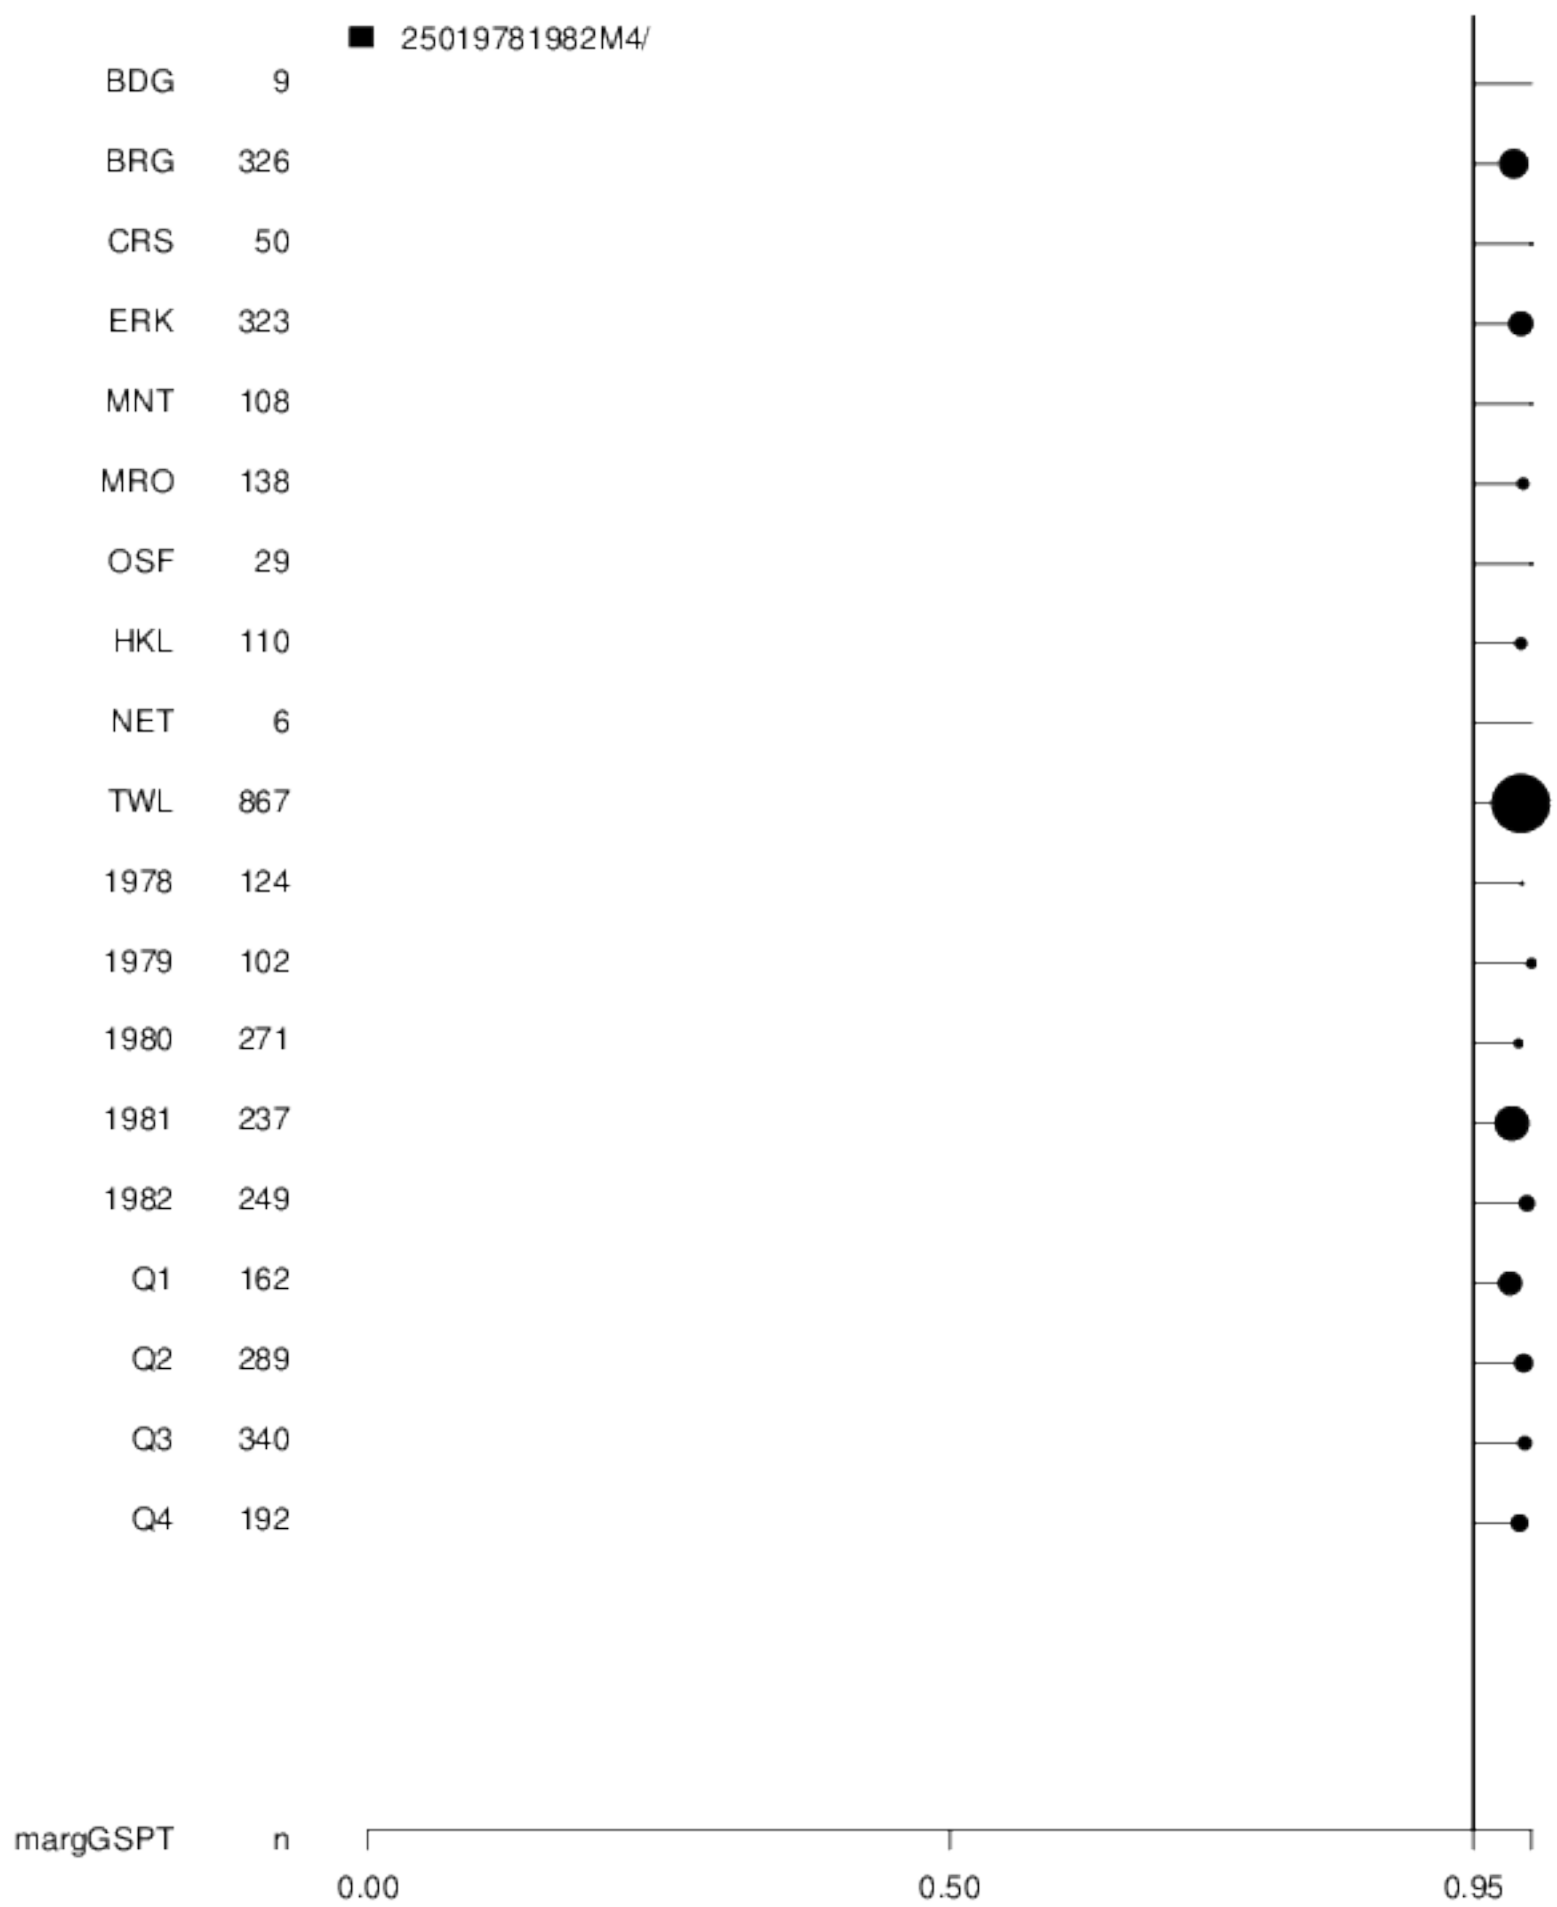 25019781982M4/
BDG 9
BRG 326
CRS 50
ERK 323
MNT 108
MRO 138
OSF 29
HKL 110
NET 6
TWL 867
1978 124
1979 102
1980 271
1981 237
1982 249
Q1 162
Q2 289
Q3 340
Q4 192
margGSPT n
0.00 0.50 0.95